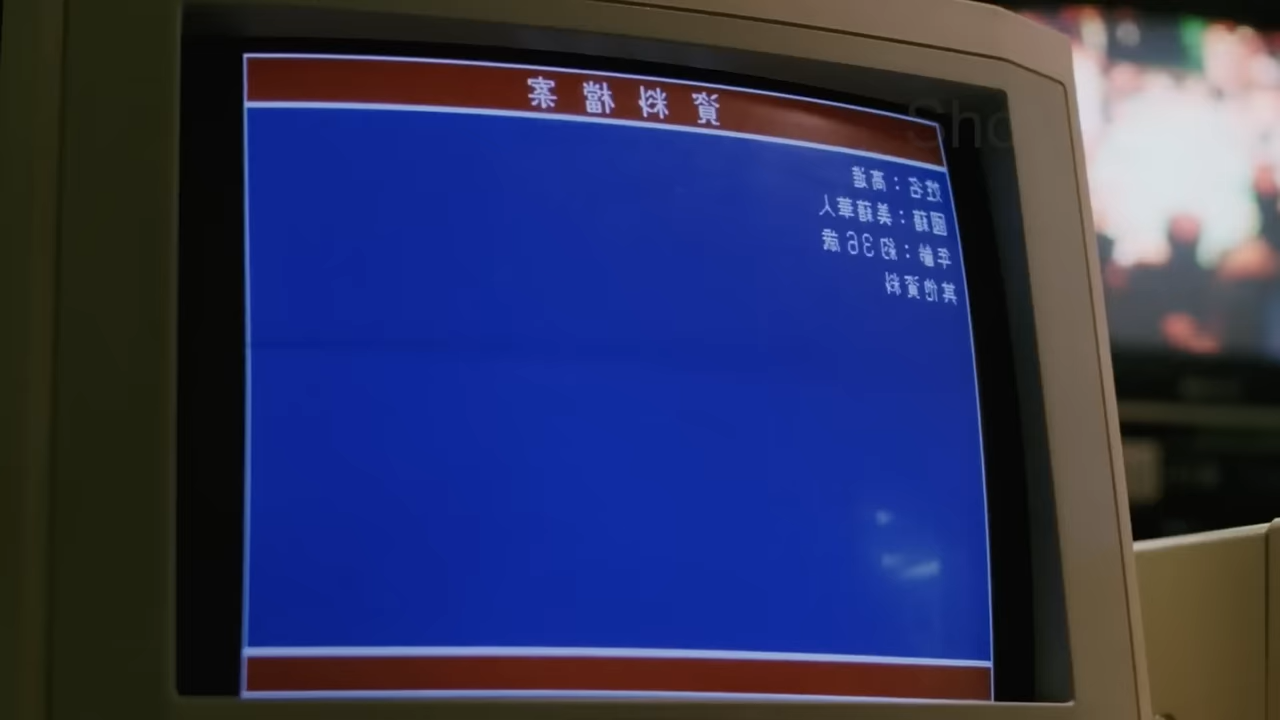 資料檔案
姓名：高進
國籍：美籍華人
年齡：約36歲
其他資料
Sho